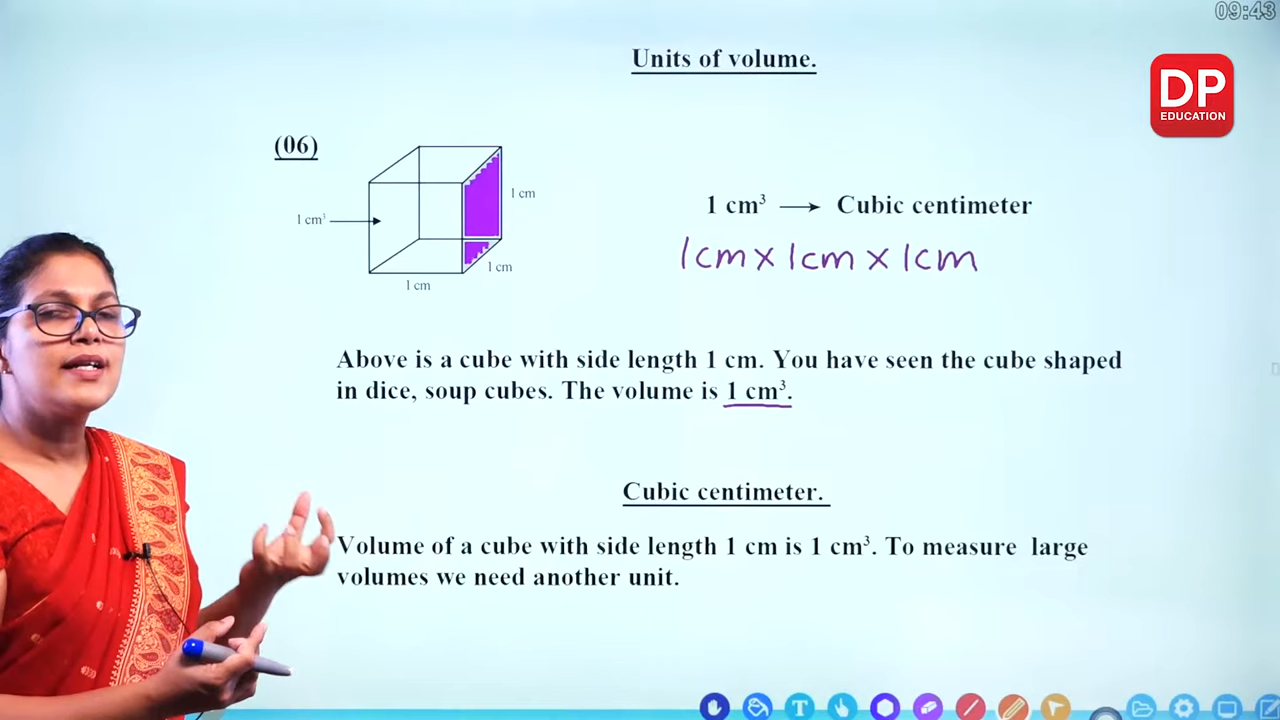 09:43
Units of volume.
DP
EDUCATION
(06)
1 cm
1 cm³
1 cm³ → Cubic centimeter
1cm x 1cm x 1cm
1 cm
1 cm
Above is a cube with side length 1 cm. You have seen the cube shaped
in dice, soup cubes. The volume is 1 cm³.
Cubic centimeter.
Volume of a cube with side length 1 cm is 1 cm³. To measure large
volumes we need another unit.
T